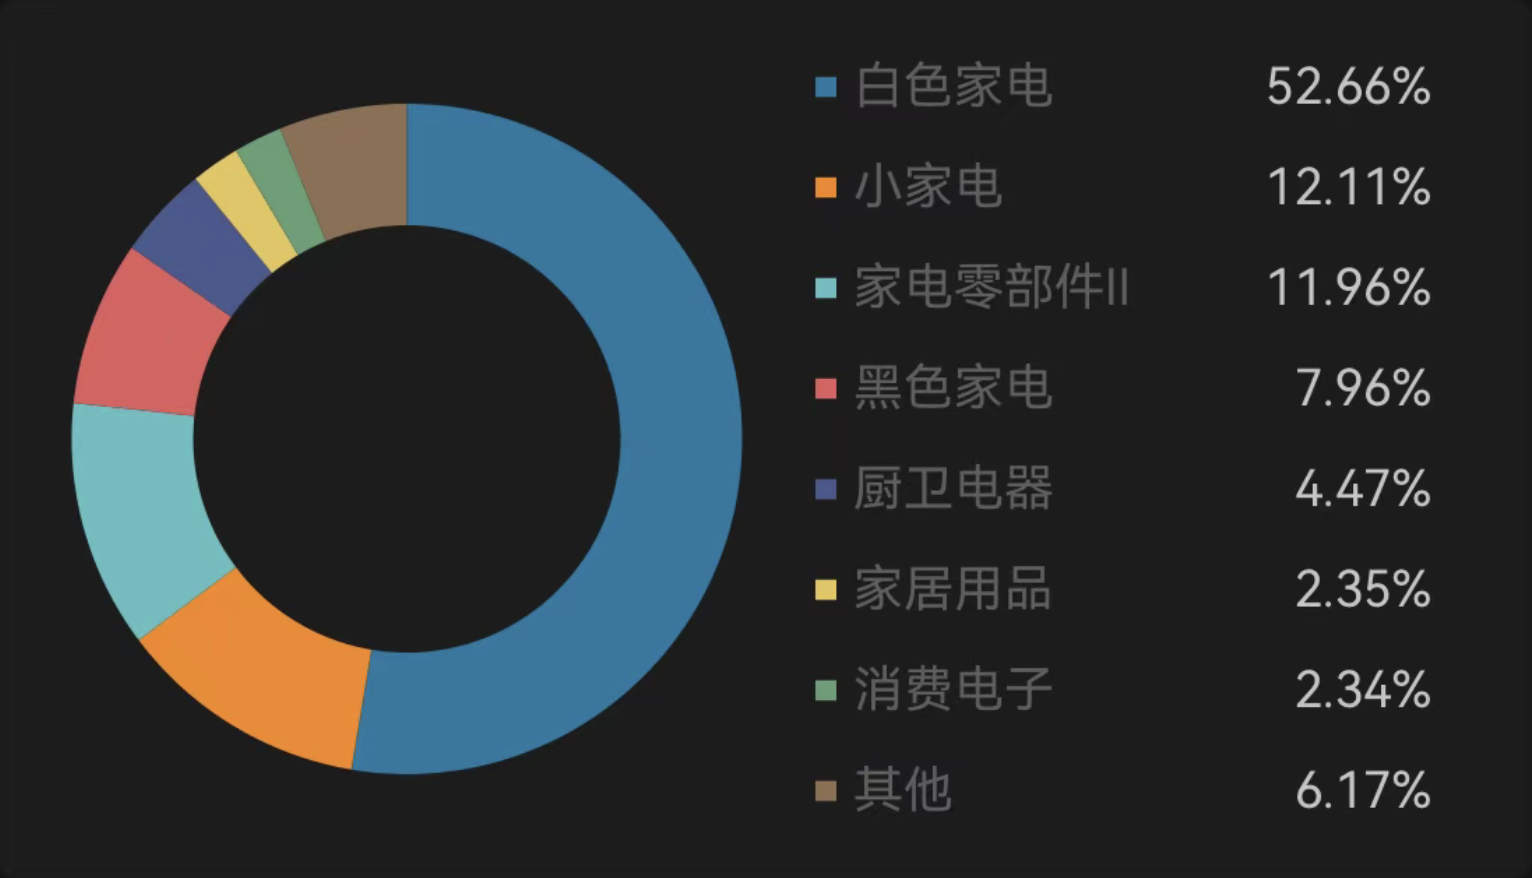 白色家电 52.66%
小家电 12.11%
家电零部件II 11.96%
黑色家电 7.96%
厨卫电器 4.47%
家居用品 2.35%
消费电子 2.34%
其他 6.17%